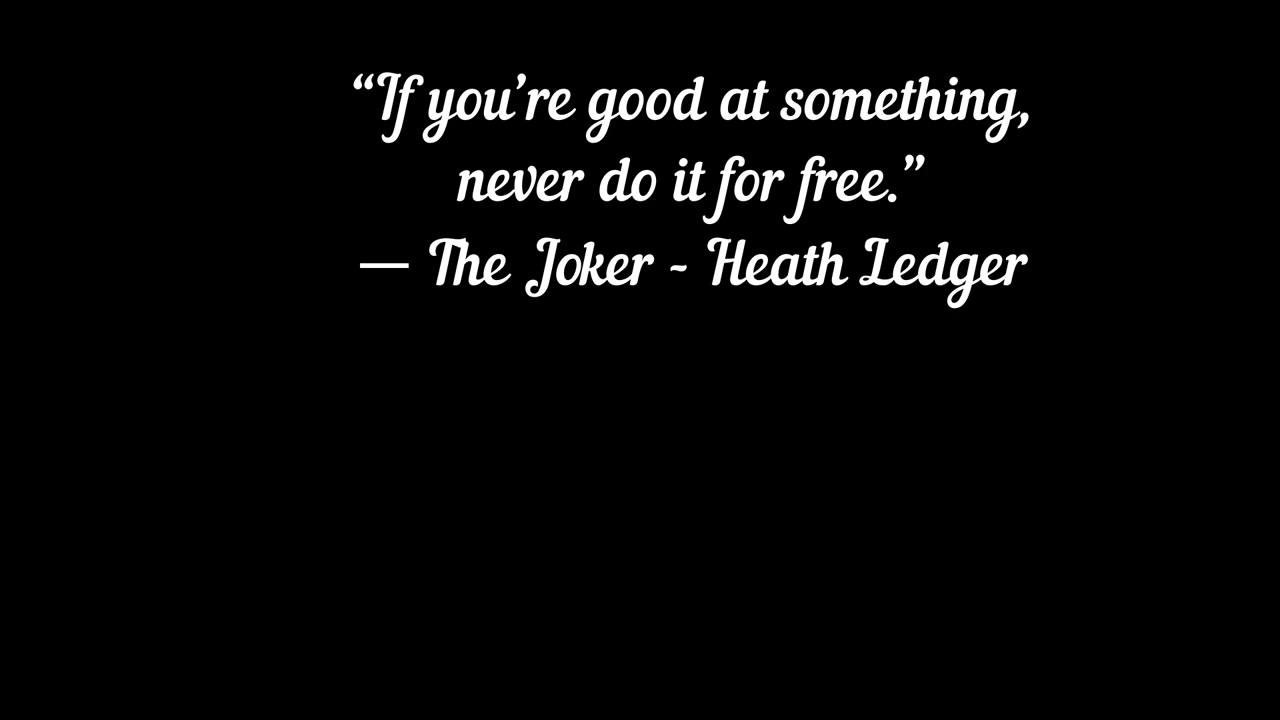 “If you’re good at something,
never do it for free.”
— The Joker - Heath Ledger